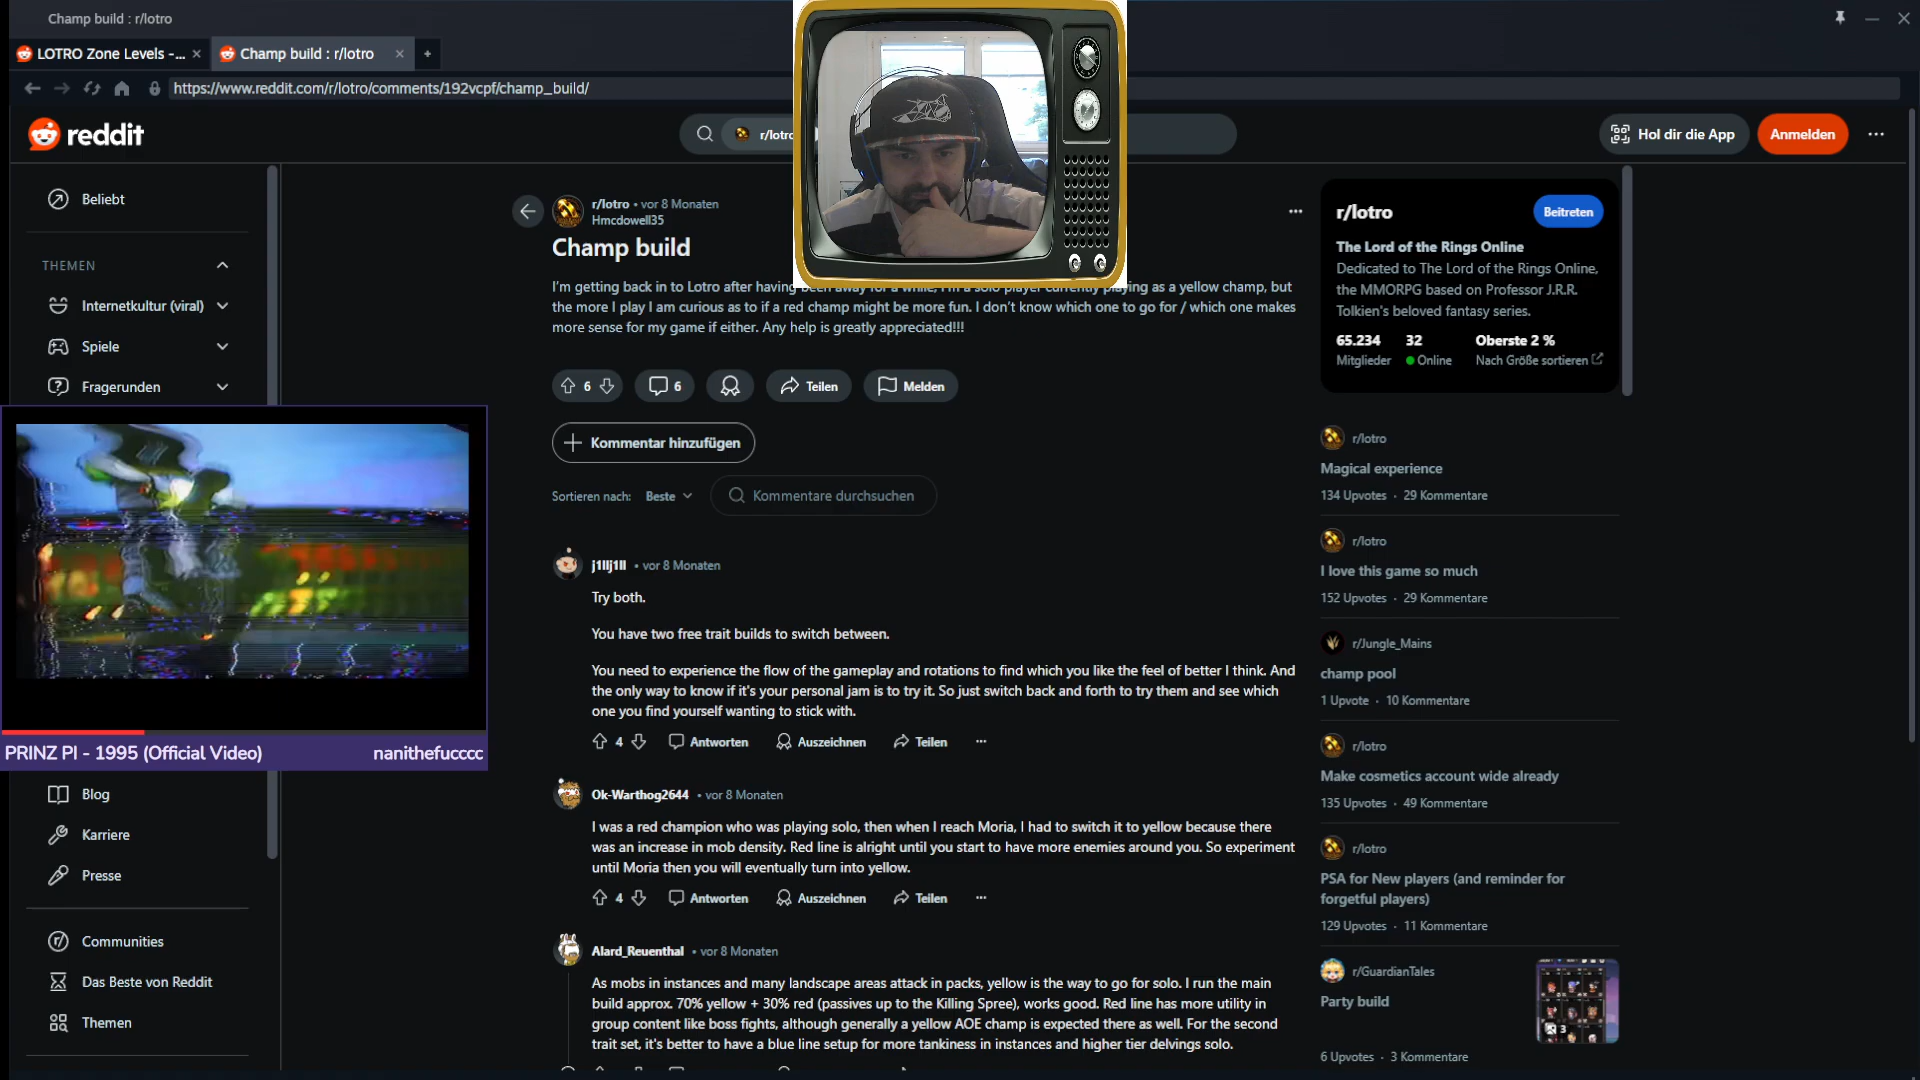 Champ build : r/lotro
LOTRO Zone Levels -...
Champ build : r/lotro
https://www.reddit.com/r/lotro/comments/192vcpf/champ_build/
reddit
r/lotro
Hol dir die App
Anmelden
Beliebt
THEMEN
Internetkultur (viral)
Spiele
Fragerunden
PRINZ PI - 1995 (Official Video)
nanithefucccc
Blog
Karriere
Presse
Communities
Das Beste von Reddit
Themen
r/lotro • vor 8 Monaten
Hmcdowell35
Champ build
I'm getting back in to Lotro after having been away for a while, I'm a solo player currently playing as a yellow champ, but
the more I play I am curious as to if a red champ might be more fun. I don't know which one to go for / which one makes
more sense for my game if either. Any help is greatly appreciated!!!
6
6
Teilen
Melden
Kommentar hinzufügen
Sortieren nach: Beste
Kommentare durchsuchen
j1llj1ll • vor 8 Monaten
Try both.
You have two free trait builds to switch between.
You need to experience the flow of the gameplay and rotations to find which you like the feel of better I think. And
the only way to know if it's your personal jam is to try it. So just switch back and forth to try them and see which
one you find yourself wanting to stick with.
4 Antworten Auszeichnen Teilen ...
Ok-Warthog2644 • vor 8 Monaten
I was a red champion who was playing solo, then when I reach Moria, I had to switch it to yellow because there
was an increase in mob density. Red line is alright until you start to have more enemies around you. So experiment
until Moria then you will eventually turn into yellow.
4 Antworten Auszeichnen Teilen ...
Alard_Reuenthal • vor 8 Monaten
As mobs in instances and many landscape areas attack in packs, yellow is the way to go for solo. I run the main
build approx. 70% yellow + 30% red (passives up to the Killing Spree), works good. Red line has more utility in
group content like boss fights, although generally a yellow AOE champ is expected there as well. For the second
trait set, it's better to have a blue line setup for more tankiness in instances and higher tier delvings solo.
r/lotro
Beitreten
The Lord of the Rings Online
Dedicated to The Lord of the Rings Online,
the MMORPG based on Professor J.R.R.
Tolkien's beloved fantasy series.
65.234 32 Oberste 2 %
Mitglieder Online Nach Größe sortieren
r/lotro
Magical experience
134 Upvotes · 29 Kommentare
r/lotro
I love this game so much
152 Upvotes · 29 Kommentare
r/Jungle_Mains
champ pool
1 Upvote · 10 Kommentare
r/lotro
Make cosmetics account wide already
135 Upvotes · 49 Kommentare
r/lotro
PSA for New players (and reminder for
forgetful players)
129 Upvotes · 11 Kommentare
r/GuardianTales
Party build
3
6 Upvotes · 3 Kommentare